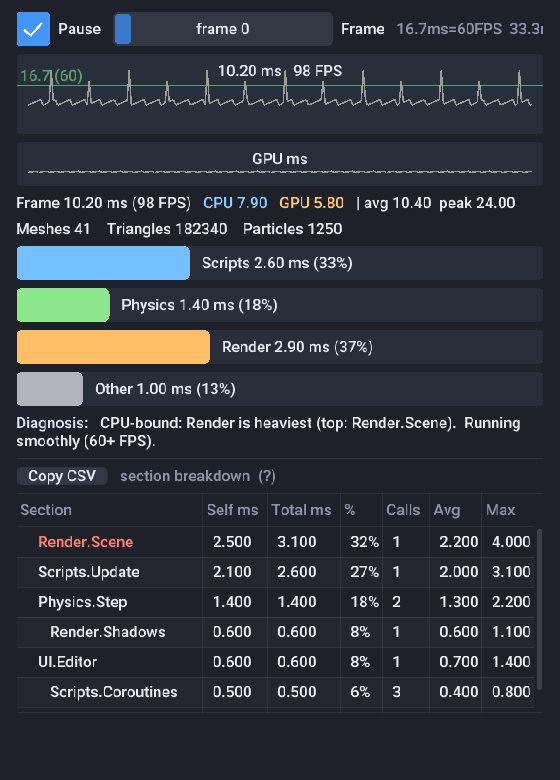 Pause frame 0 Frame 16.7ms=60FPS 33.3
16.7 (60) 10.20 ms 98 FPS
GPU ms
Frame 10.20 ms (98 FPS) CPU 7.90 GPU 5.80 | avg 10.40 peak 24.00
Meshes 41 Triangles 182340 Particles 1250
Scripts 2.60 ms (33%)
Physics 1.40 ms (18%)
Render 2.90 ms (37%)
Other 1.00 ms (13%)
Diagnosis: CPU-bound: Render is heaviest (top: Render.Scene). Running
smoothly (60+ FPS).
Copy CSV section breakdown (?)
Section Self ms Total ms % Calls Avg Max
Render.Scene 2.500 3.100 32% 1 2.200 4.000
Scripts.Update 2.100 2.600 27% 1 2.000 3.100
Physics.Step 1.400 1.400 18% 2 1.300 2.200
Render.Shadows 0.600 0.600 8% 1 0.600 1.100
UI.Editor 0.600 0.600 8% 1 0.700 1.400
Scripts.Coroutines 0.500 0.500 6% 3 0.400 0.800